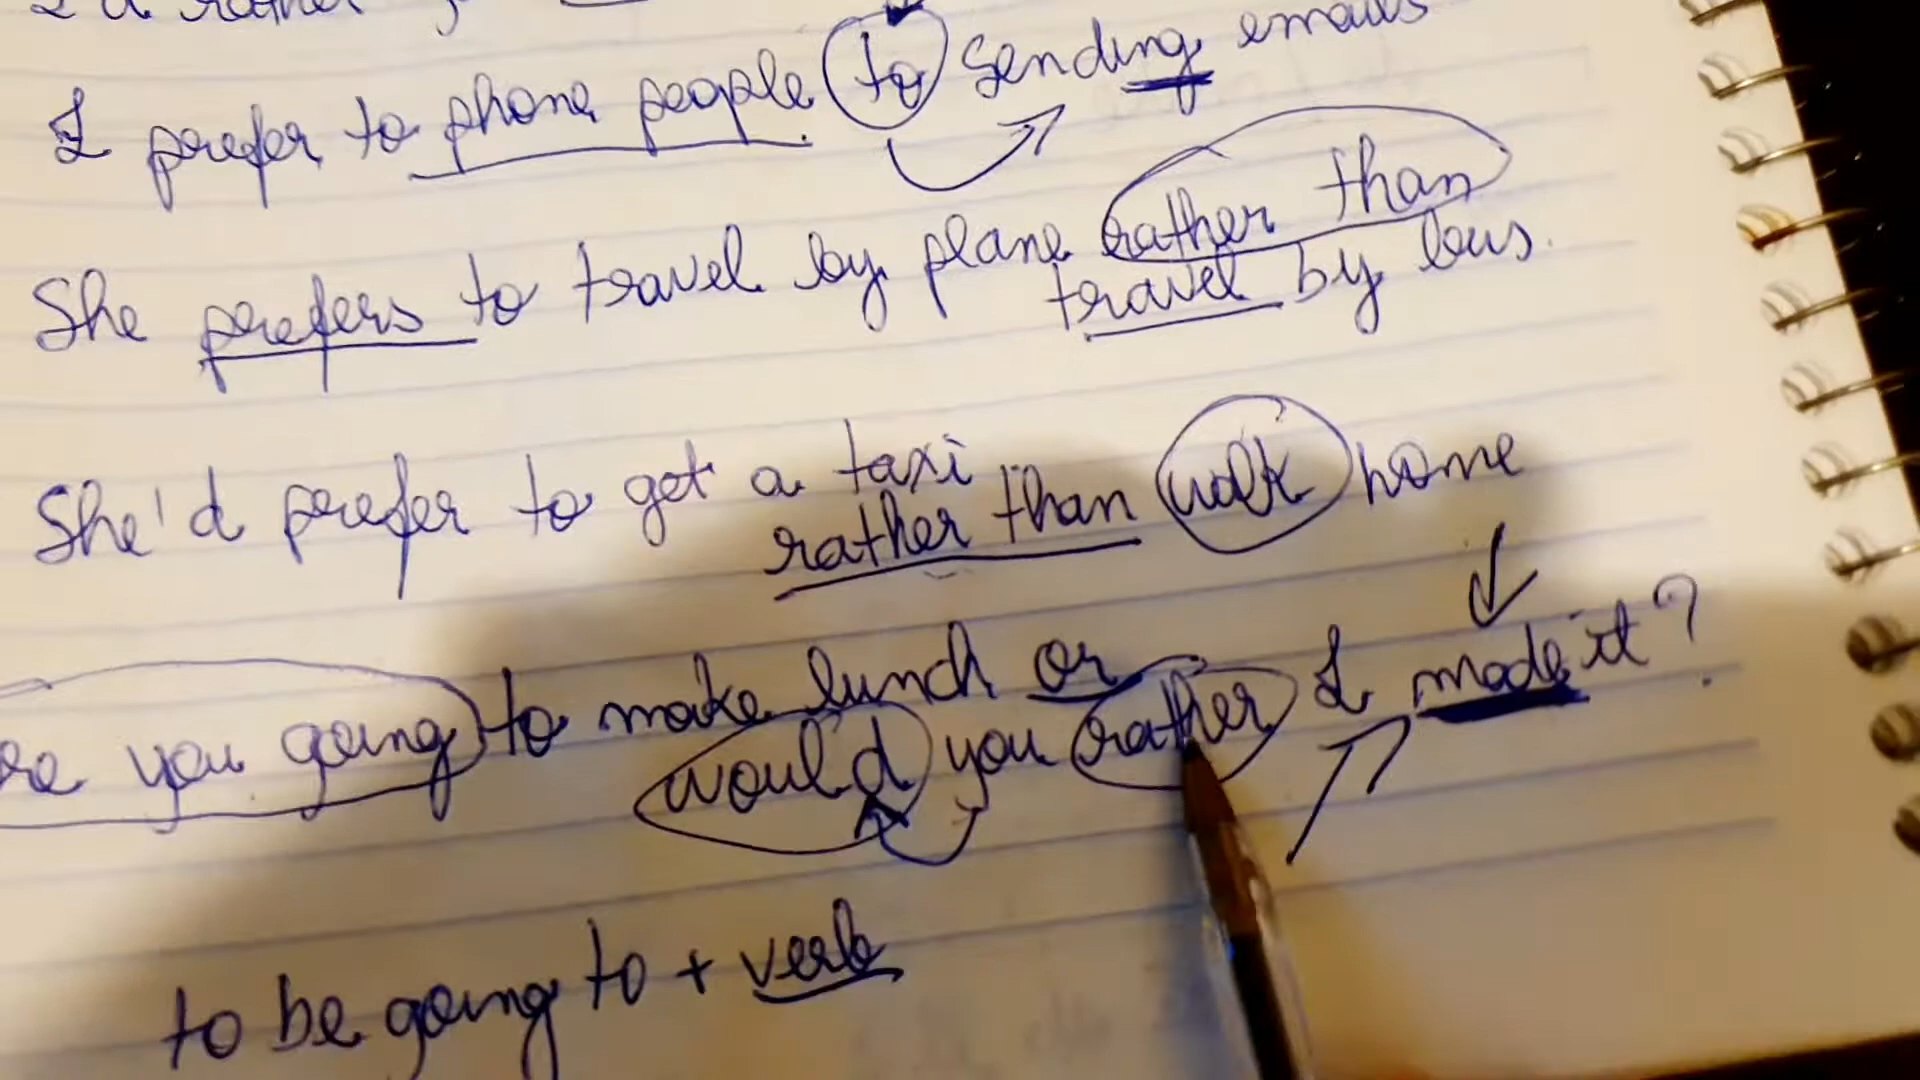 I'd rather
I prefer to phone people to sending emails
She prefers to travel by plane rather than
travel by bus.
She'd prefer to get a taxi
rather than walk home
you going to make lunch or
would you rather I made it?
to be going to + verb